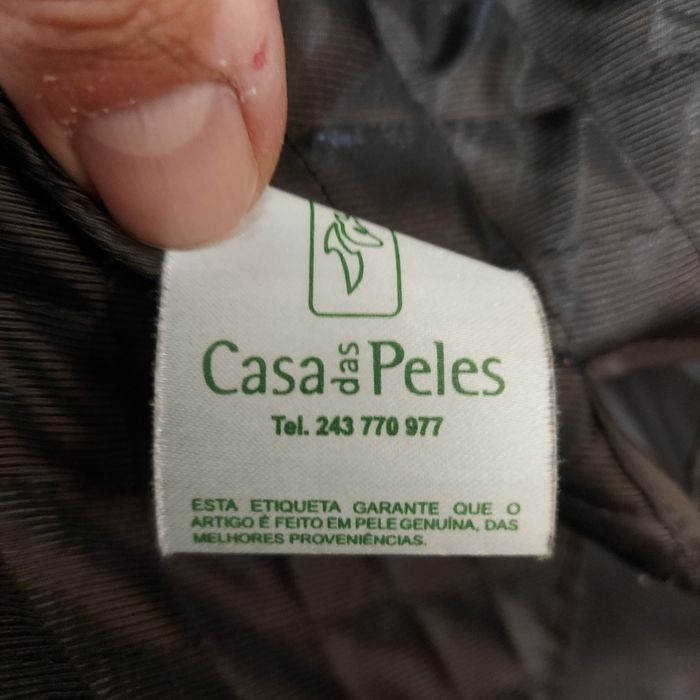 Casa das Peles
Tel. 243 770 977
ESTA ETIQUETA GARANTE QUE O
ARTIGO É FEITO EM PELE GENUÍNA, DAS
MELHORES PROVENIÊNCIAS.